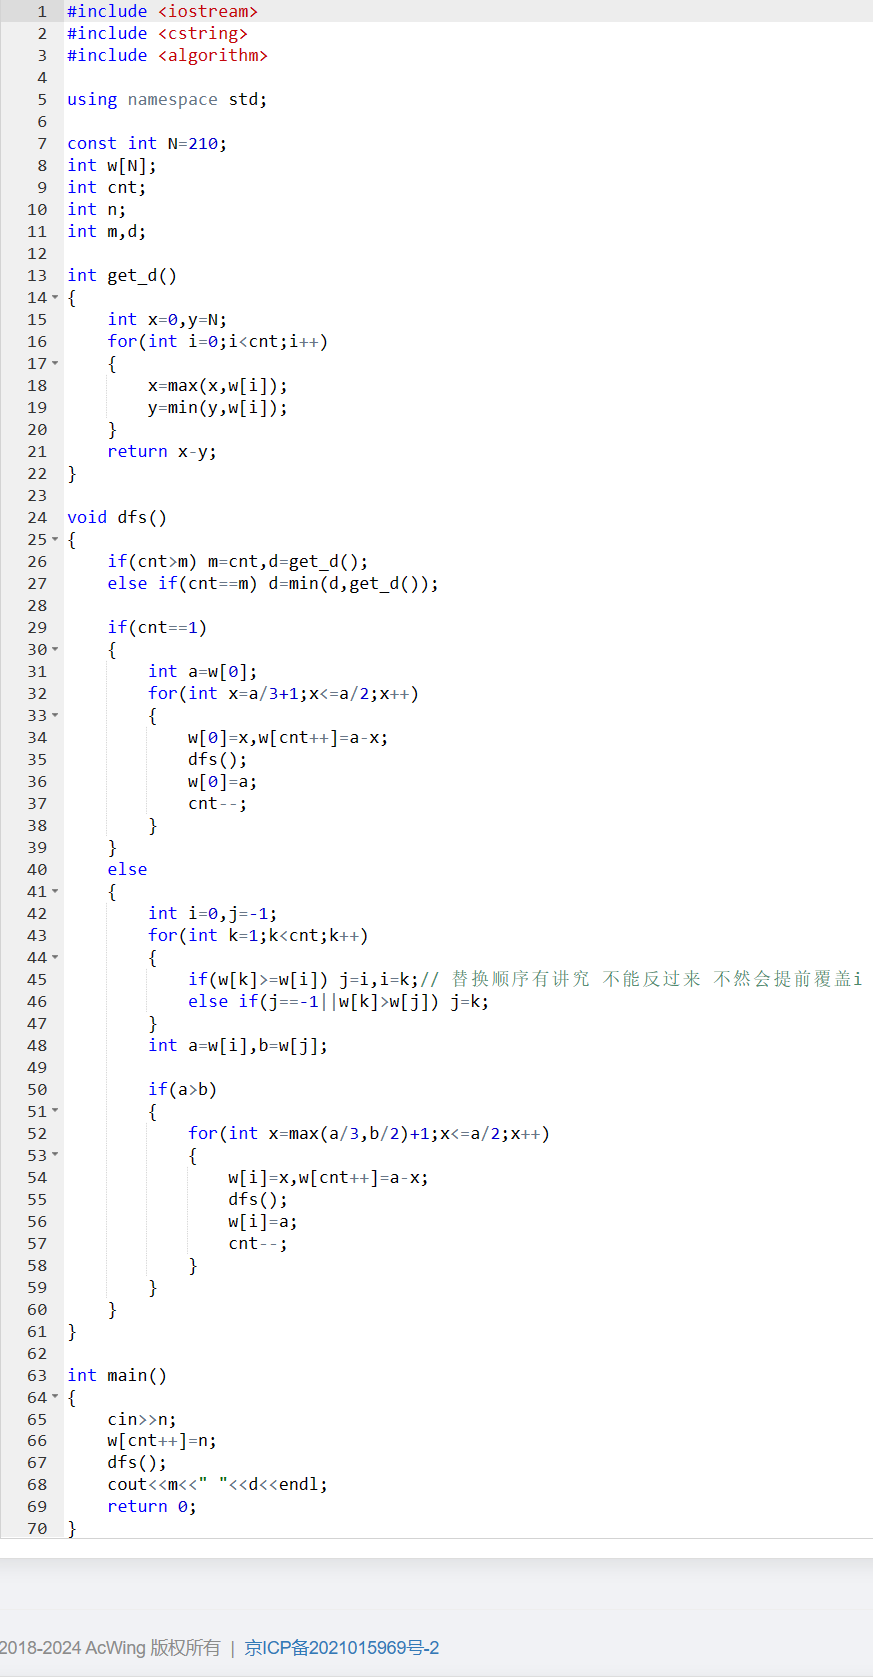 1 #include <iostream>
2 #include <cstring>
3 #include <algorithm>
4
5 using namespace std;
6
7 const int N=210;
8 int w[N];
9 int cnt;
10 int n;
11 int m,d;
12
13 int get_d()
14 {
15     int x=0,y=N;
16     for(int i=0;i<cnt;i++)
17     {
18         x=max(x,w[i]);
19         y=min(y,w[i]);
20     }
21     return x-y;
22 }
23
24 void dfs()
25 {
26     if(cnt>m) m=cnt,d=get_d();
27     else if(cnt==m) d=min(d,get_d());
28
29     if(cnt==1)
30     {
31         int a=w[0];
32         for(int x=a/3+1;x<=a/2;x++)
33         {
34             w[0]=x,w[cnt++]=a-x;
35             dfs();
36             w[0]=a;
37             cnt--;
38         }
39     }
40     else
41     {
42         int i=0,j=-1;
43         for(int k=1;k<cnt;k++)
44         {
45             if(w[k]>=w[i]) j=i,i=k;// 替换顺序有讲究 不能反过来 不然会提前覆盖i
46             else if(j==-1||w[k]>w[j]) j=k;
47         }
48         int a=w[i],b=w[j];
49
50         if(a>b)
51         {
52             for(int x=max(a/3,b/2)+1;x<=a/2;x++)
53             {
54                 w[i]=x,w[cnt++]=a-x;
55                 dfs();
56                 w[i]=a;
57                 cnt--;
58             }
59         }
60     }
61 }
62
63 int main()
64 {
65     cin>>n;
66     w[cnt++]=n;
67     dfs();
68     cout<<m<<" "<<d<<endl;
69     return 0;
70 }
2018-2024 AcWing 版权所有 | 京ICP备2021015969号-2